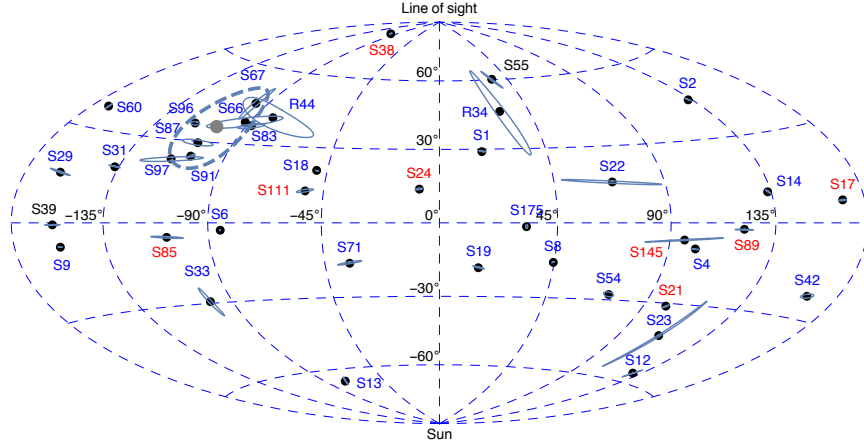 Line of sight
S38
S67
S55
60°
S2
S60
S96
S66
R44
R34
S87
S83
S1
30°
S29
S31
S97
S91
S18
S24
S22
S111
S14
S17
S39
−135°
−90°
S6
−45°
0°
S175
45°
90°
135°
S9
S85
S71
S19
S8
S145
S4
S89
S33
S54
S21
S42
−30°
S23
−60°
S12
S13
Sun